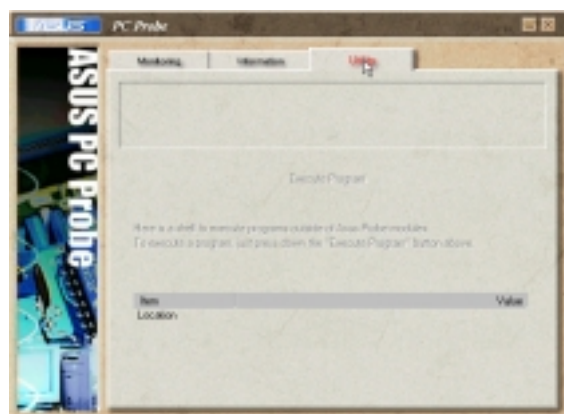 ASUS
PC Probe
ASUS PC Probe
Monitoring
Information
Utility
Execute Program
Here is a shell to execute programs outside of Asus Probe modules.
To execute a program, just press down the "Execute Program" button above.
Item Value
Location